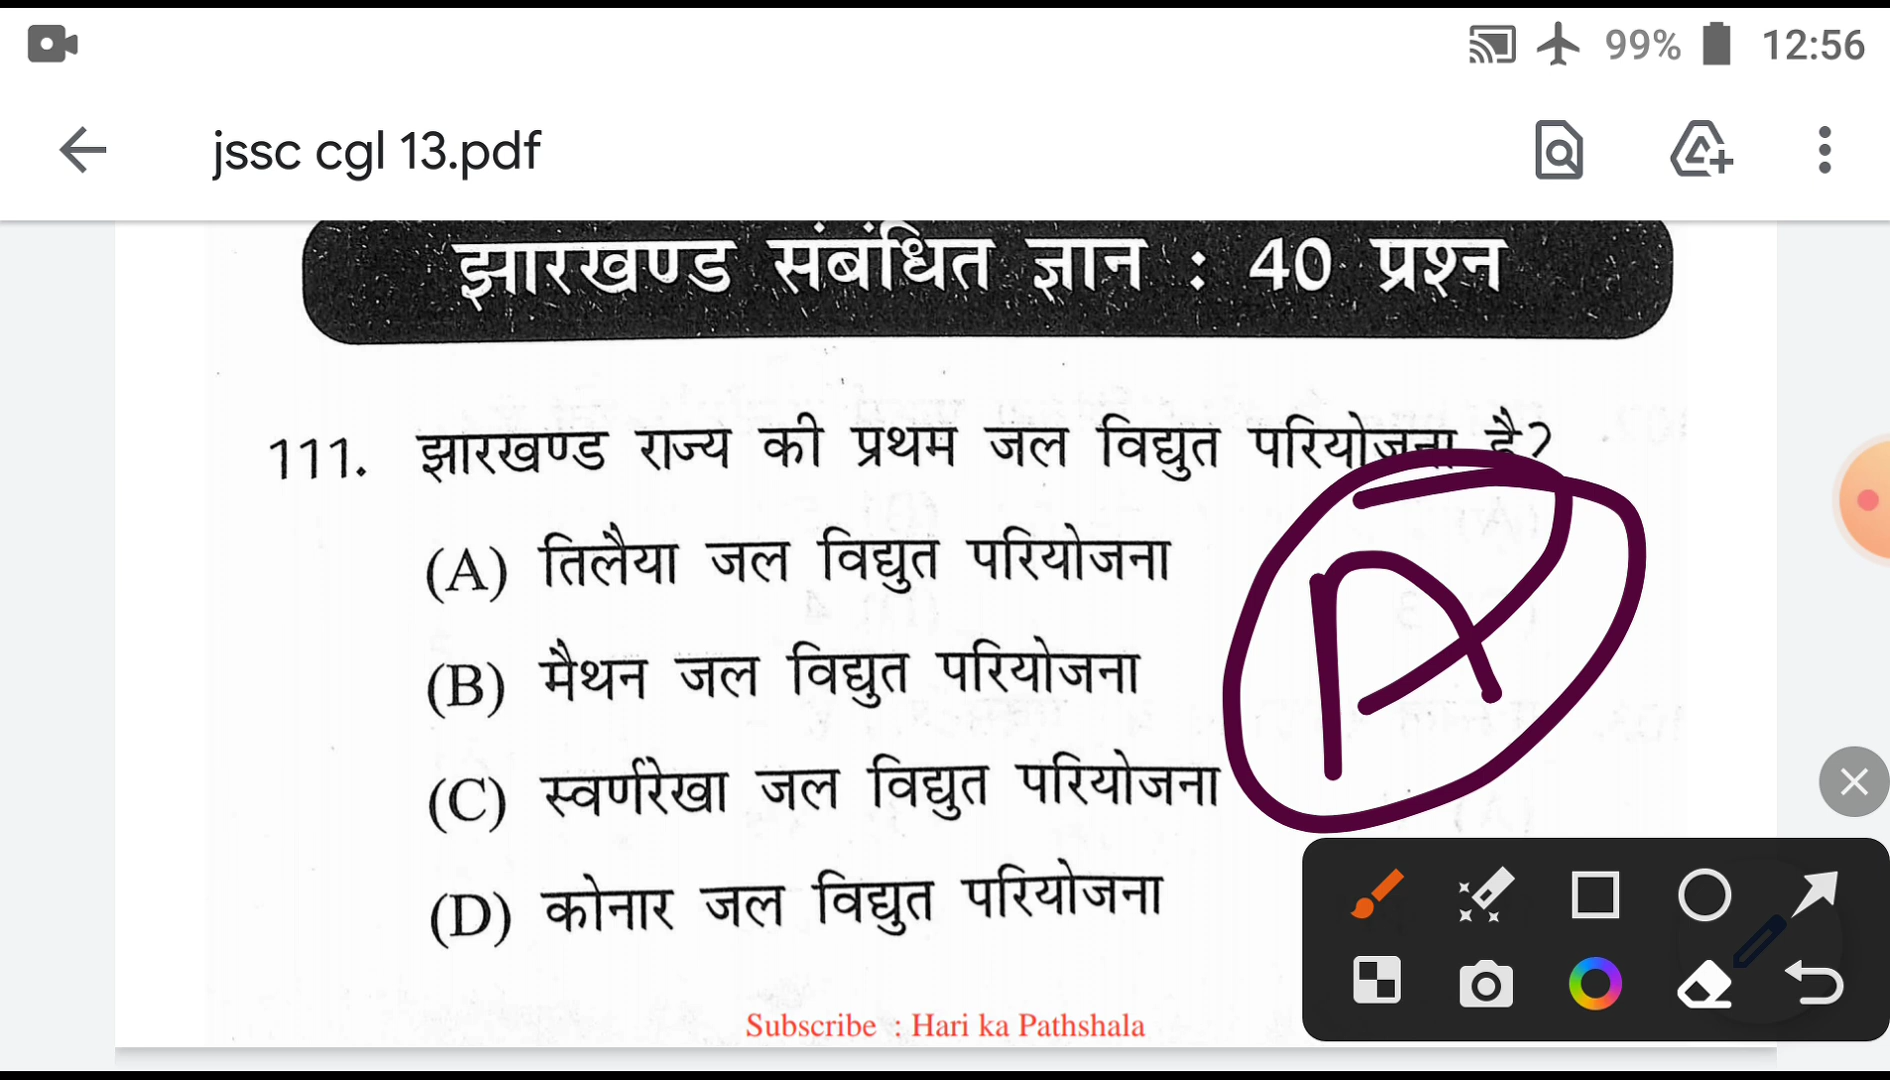 99% 12:56
jssc cgl 13.pdf
झारखण्ड संबंधित ज्ञान : 40 प्रश्न
111. झारखण्ड राज्य की प्रथम जल विद्युत परियोजना है?
(A) तिलैया जल विद्युत परियोजना
(B) मैथन जल विद्युत परियोजना
(C) स्वर्णरेखा जल विद्युत परियोजना
(D) कोनार जल विद्युत परियोजना
A
Subscribe : Hari ka Pathshala